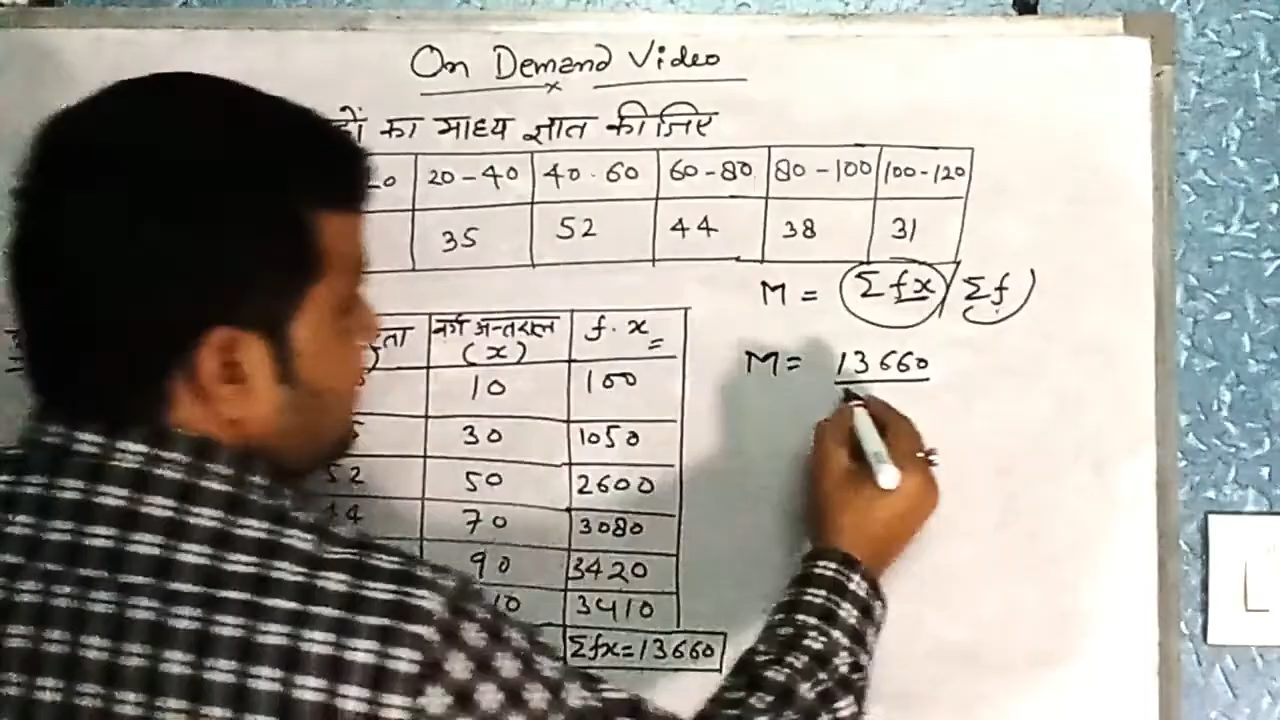 On Demand Video
का माध्य ज्ञात कीजिए
20-40 40-60 60-80 80-100 100-120
35 52 44 38 31
M = Σfx / Σf
वर्ग अन्तराल (x) f.x
10 100
30 1050
52 50 2600
70 3080
90 3420
10 3410
Σfx=13660
M = 13660